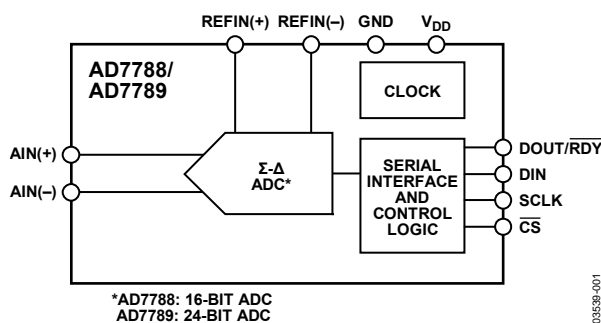 REFIN(+) REFIN(–) GND VDD
AD7788/
AD7789
CLOCK
AIN(+)
AIN(–)
Σ-Δ
ADC*
SERIAL
INTERFACE
AND
CONTROL
LOGIC
DOUT/RDY
DIN
SCLK
CS
*AD7788: 16-BIT ADC
AD7789: 24-BIT ADC
03539-001